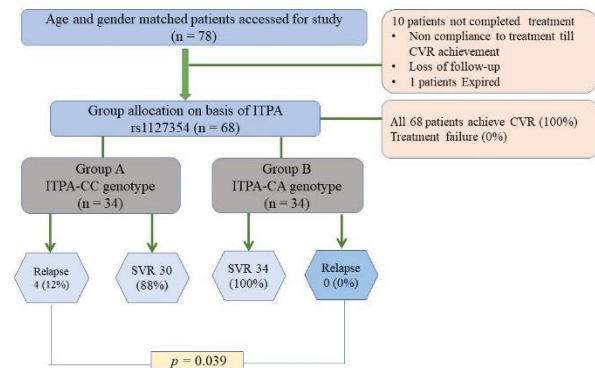 Age and gender matched patients accessed for study
(n = 78)
10 patients not completed treatment
• Non compliance to treatment till
CVR achievement
• Loss of follow-up
• 1 patients Expired
Group allocation on basis of ITPA
rs1127354 (n = 68)
All 68 patients achieve CVR (100%)
Treatment failure (0%)
Group A
ITPA-CC genotype
(n = 34)
Group B
ITPA-CA genotype
(n = 34)
Relapse
4 (12%)
SVR 30
(88%)
SVR 34
(100%)
Relapse
0 (0%)
p = 0.039